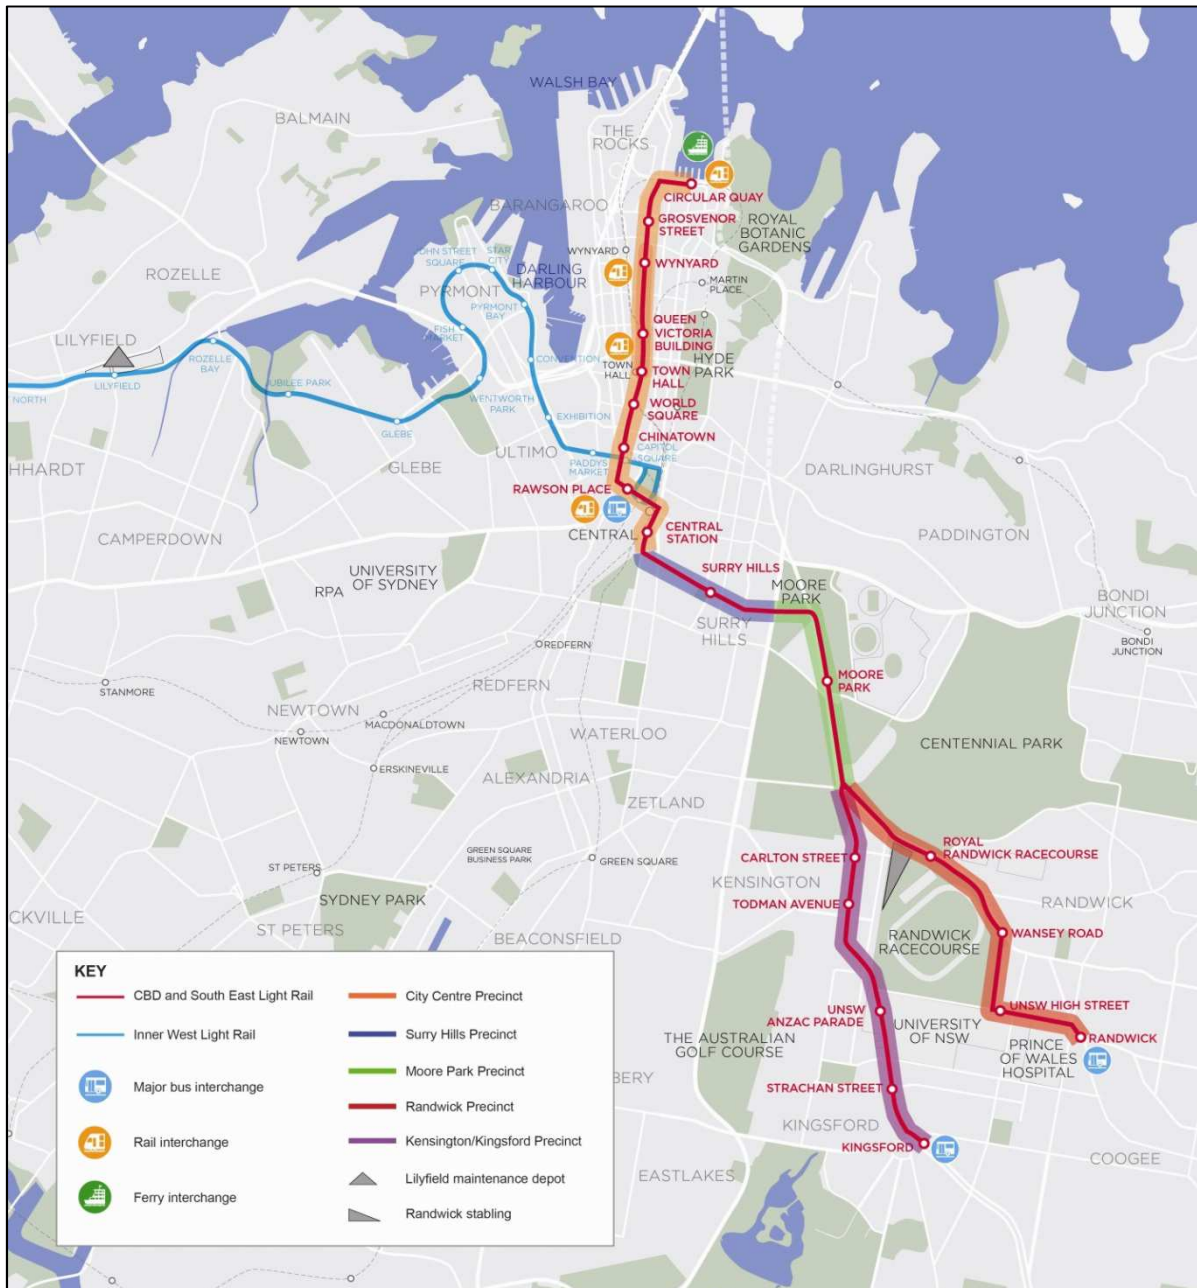 WALSH BAY
BALMAIN
THE
ROCKS
CIRCULAR QUAY
BARANGAROO
GROSVENOR
STREET
ROYAL
BOTANIC
GARDENS
WYNYARD
WYNYARD
JOHN STREET
SQUARE
STAR
CITY
DARLING
HARBOUR
ROZELLE
PYRMONT
MARTIN
PLACE
PYRMONT
BAY
FISH
MARKET
QUEEN
VICTORIA
BUILDING
LILYFIELD
ROZELLE
BAY
CONVENTION
TOWN
HALL
HYDE
PARK
TOWN
HALL
LILYFIELD
NORTH
JUBILEE PARK
WENTWORTH
PARK
WORLD
SQUARE
EXHIBITION
GLEBE
CHINATOWN
CAPITOL
SQUARE
ULTIMO
HHARDT
GLEBE
PADDYS
MARKET
DARLINGHURST
RAWSON PLACE
CAMPERDOWN
CENTRAL
CENTRAL
STATION
PADDINGTON
UNIVERSITY
OF SYDNEY
RPA
SURRY HILLS
MOORE
PARK
BONDI
JUNCTION
SURRY
HILLS
BONDI
JUNCTION
REDFERN
STANMORE
REDFERN
MOORE
PARK
NEWTOWN
MACDONALDTOWN
NEWTOWN
WATERLOO
CENTENNIAL PARK
ERSKINEVILLE
ALEXANDRIA
ZETLAND
GREEN SQUARE
BUSINESS PARK
GREEN SQUARE
CARLTON STREET
ROYAL
RANDWICK RACECOURSE
ST PETERS
KENSINGTON
SYDNEY PARK
TODMAN AVENUE
RANDWICK
CKVILLE
ST PETERS
BEACONSFIELD
RANDWICK
RACECOURSE
WANSEY ROAD
UNSW
ANZAC PARADE
UNIVERSITY
OF NSW
UNSW HIGH STREET
THE AUSTRALIAN
GOLF COURSE
PRINCE
OF WALES
HOSPITAL
RANDWICK
BERY
STRACHAN STREET
KINGSFORD
KINGSFORD
EASTLAKES
COOGEE
KEY
CBD and South East Light Rail
Inner West Light Rail
Major bus interchange
Rail interchange
Ferry interchange
City Centre Precinct
Surry Hills Precinct
Moore Park Precinct
Randwick Precinct
Kensington/Kingsford Precinct
Lilyfield maintenance depot
Randwick stabling